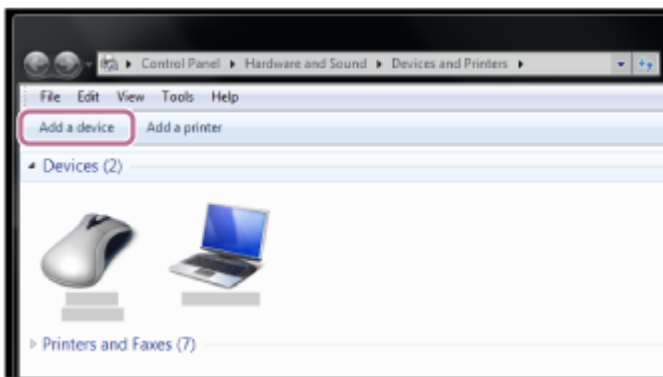 Control Panel ▸ Hardware and Sound ▸ Devices and Printers ▸
File Edit View Tools Help
Add a device Add a printer
Devices (2)
Printers and Faxes (7)